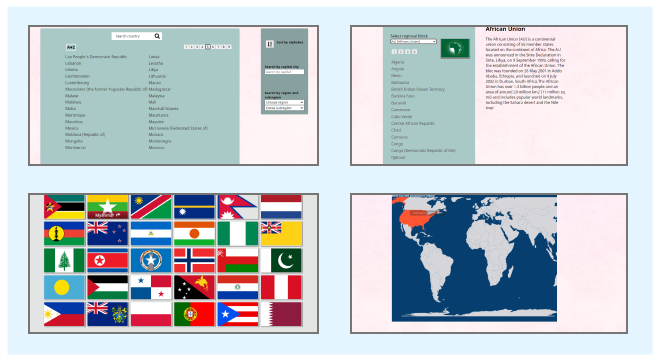 Search country
Sort by alphabet
Lao People's Democratic Republic
Latvia
Lebanon
Lesotho
Liberia
Libya
Liechtenstein
Lithuania
Luxembourg
Macao
Macedonia (the former Yugoslav Republic of)
Madagascar
Malawi
Malaysia
Maldives
Mali
Malta
Marshall Islands
Martinique
Mauritania
Mauritius
Mayotte
Mexico
Micronesia (Federated States of)
Moldova (Republic of)
Monaco
Mongolia
Montenegro
Montserrat
Morocco
Search by capital city
Search by capital city
Search by region and
subregion
Choose region
Select regional block
African Union
The African Union (AU) is a continental
union consisting of its member states
located on the continent of Africa. The AU
was announced in the Sirte Declaration in
Sirte, Libya, on 9 September 1999, calling for
the establishment of the African Union. The
bloc was founded on 26 May 2001 in Addis
Ababa, Ethiopia, and launched on 9 July
2002 in Durban, South Africa. The African
Union has over 1.3 billion people and an
area of around
and includes popular world landmarks,
including the Sahara desert and the Nile
river
Algeria
Angola
Benin
Botswana
British Indian Ocean Territory
Burkina Faso
Burundi
Cameroon
Cabo Verde
Central African Republic
Chad
Comoros
Congo
Congo (Democratic Republic of the)
Djibouti
Myanmar